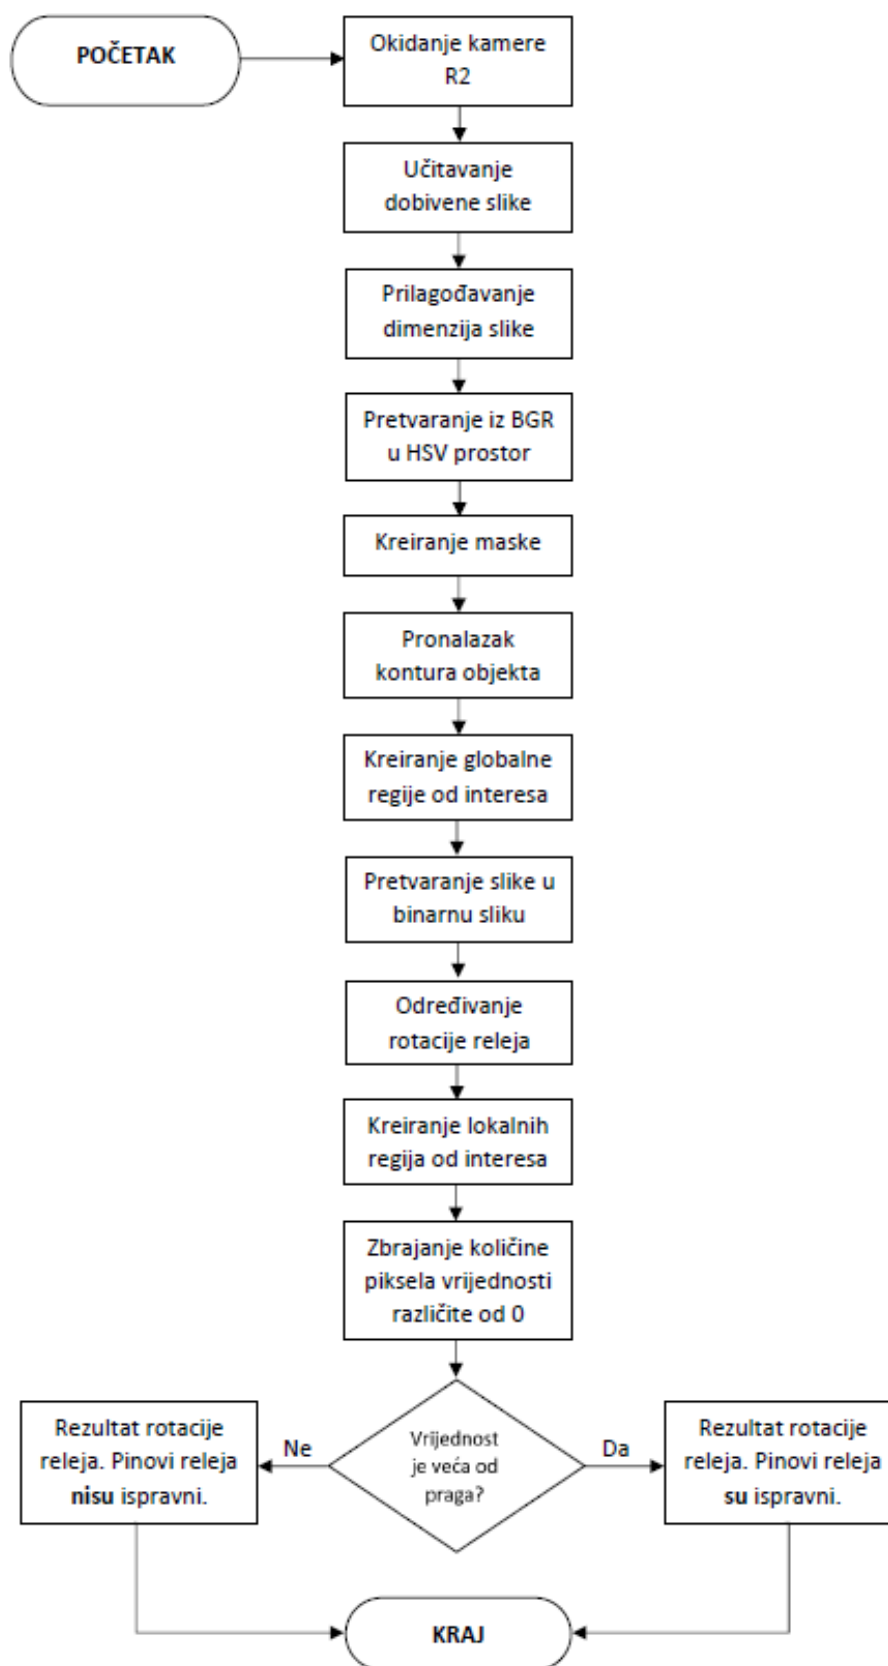 POČETAK
Okidanje kamere
R2
Učitavanje
dobivene slike
Prilagođavanje
dimenzija slike
Pretvaranje iz BGR
u HSV prostor
Kreiranje maske
Pronalazak
kontura objekta
Kreiranje globalne
regije od interesa
Pretvaranje slike u
binarnu sliku
Određivanje
rotacije releja
Kreiranje lokalnih
regija od interesa
Zbrajanje količine
piksela vrijednosti
različite od 0
Vrijednost
je veća od
praga?
Ne
Rezultat rotacije
releja. Pinovi releja
nisu ispravni.
Da
Rezultat rotacije
releja. Pinovi releja
su ispravni.
KRAJ